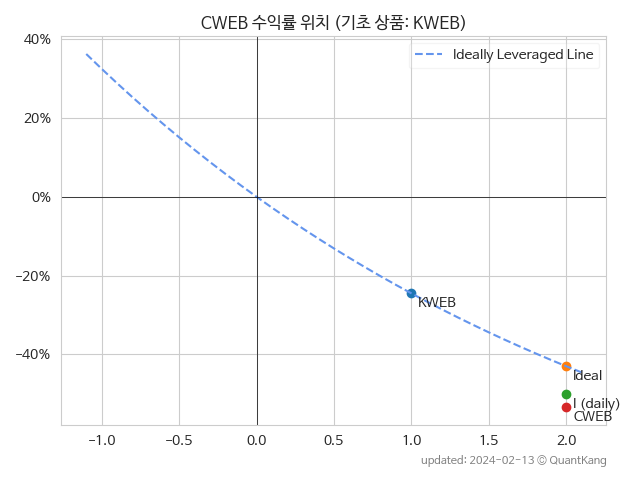 CWEB 수익률 위치 (기초 상품: KWEB)
Ideally Leveraged Line
40%
20%
0%
−20%
−40%
KWEB
Ideal
I (daily)
CWEB
−1.0
−0.5
0.0
0.5
1.0
1.5
2.0
updated: 2024-02-13 © QuantKang